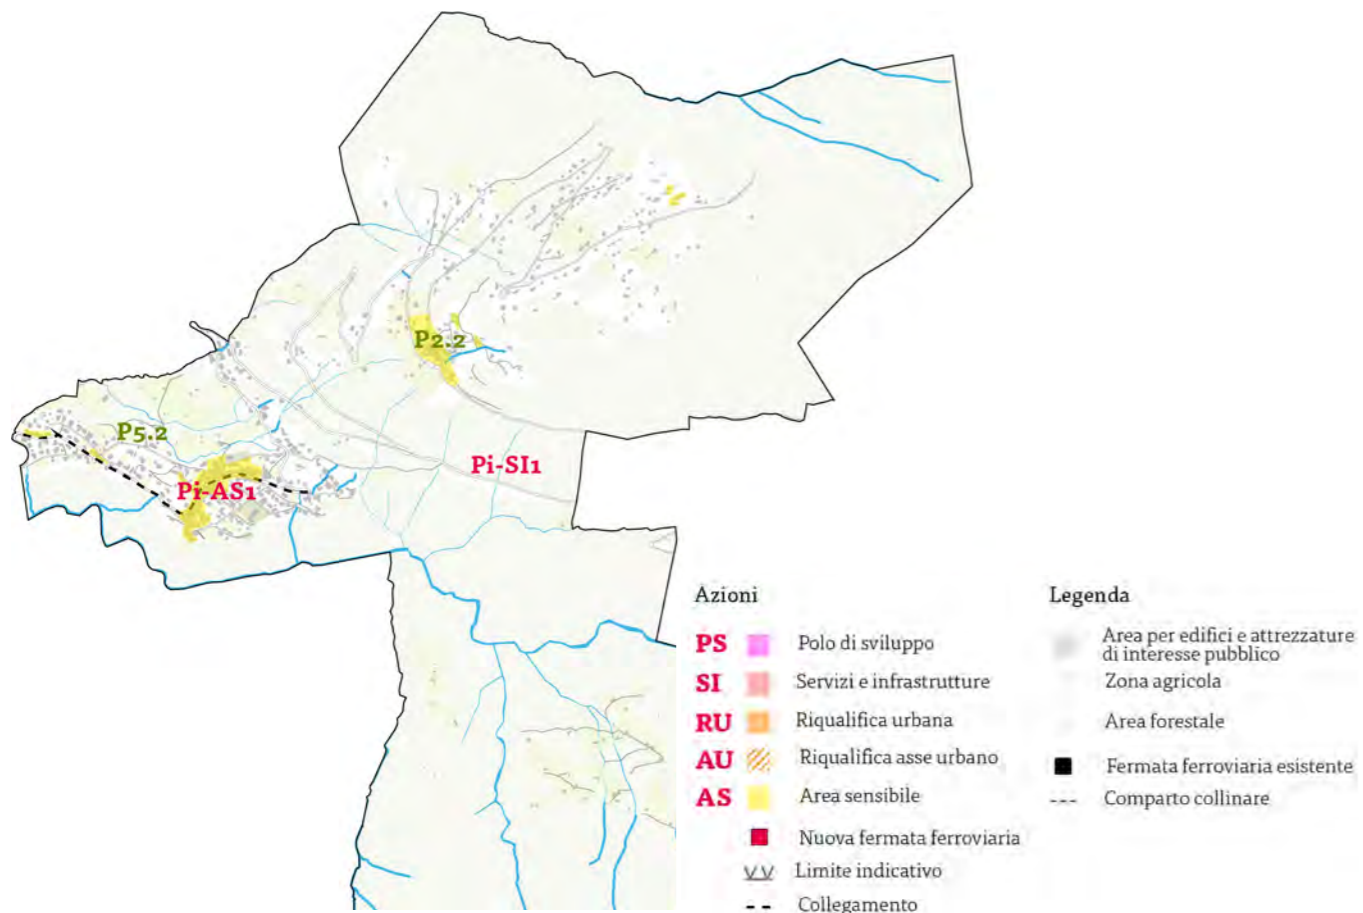 P2.2
P5.2
Pi-SI1
Pi-AS1
Azioni
PS Polo di sviluppo
SI Servizi e infrastrutture
RU Riqualifica urbana
AU Riqualifica asse urbano
AS Area sensibile
Nuova fermata ferroviaria
Limite indicativo
Collegamento
Legenda
Area per edifici e attrezzature
di interesse pubblico
Zona agricola
Area forestale
Fermata ferroviaria esistente
Comparto collinare